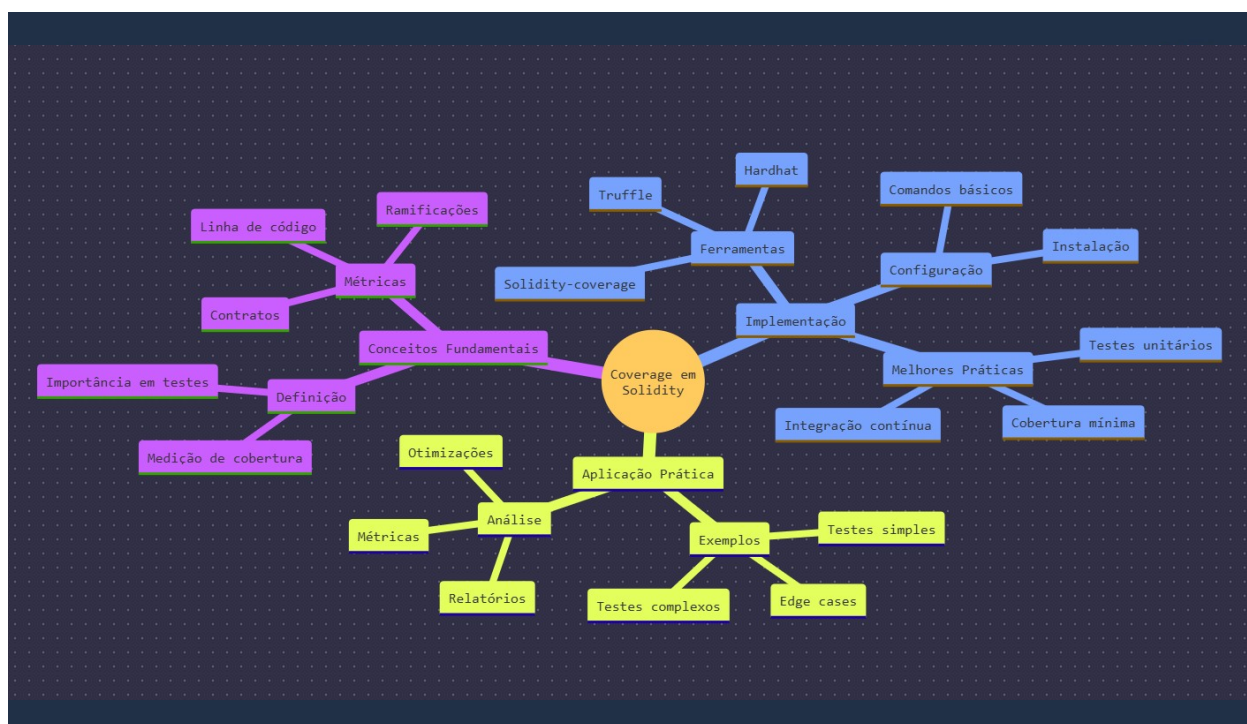 Hardhat
Truffle
Comandos básicos
Ramificações
Linha de código
Ferramentas
Instalação
Configuração
Métricas
Solidity-coverage
Contratos
Implementação
Conceitos Fundamentais
Testes unitários
Melhores Práticas
Coverage em
Solidity
Importância em testes
Definição
Integração contínua
Cobertura mínima
Medição de cobertura
Otimizações
Aplicação Prática
Análise
Métricas
Exemplos
Testes simples
Relatórios
Testes complexos
Edge cases